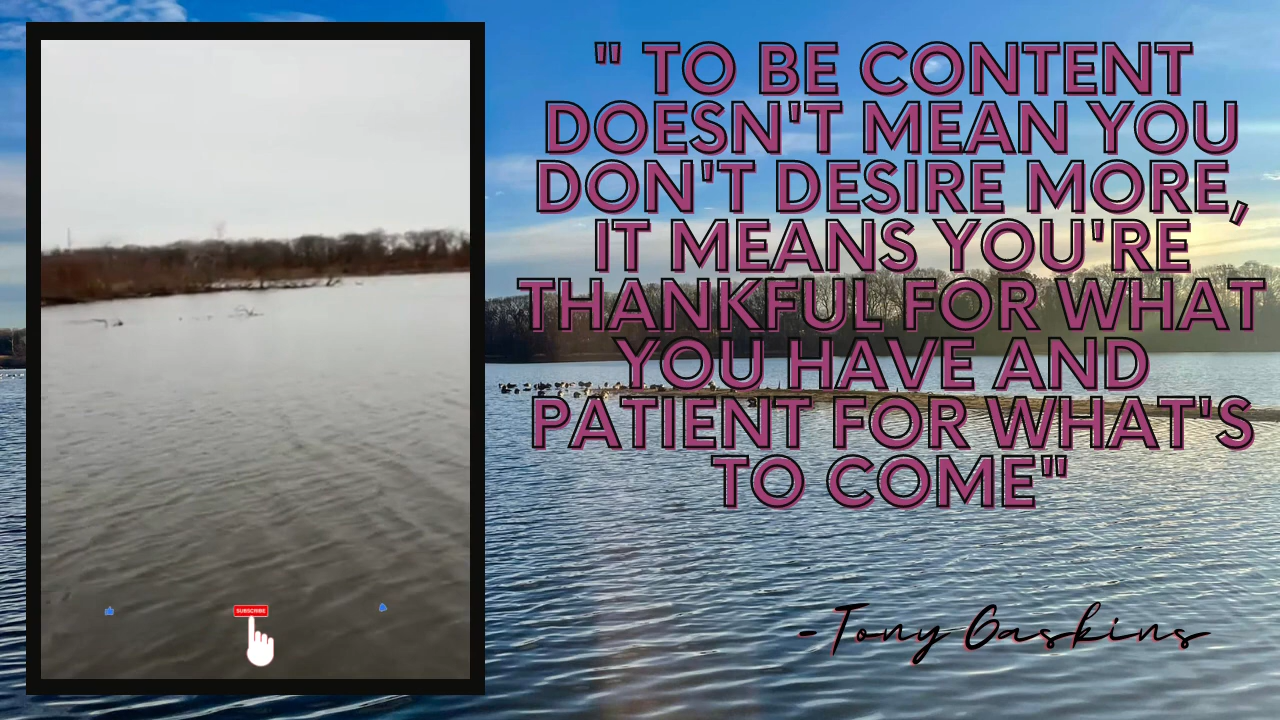 " TO BE CONTENT
DOESN'T MEAN YOU
DON'T DESIRE MORE,
IT MEANS YOU'RE
THANKFUL FOR WHAT
YOU HAVE AND
PATIENT FOR WHAT'S
TO COME"
-Tony Gaskins
SUBSCRIBE